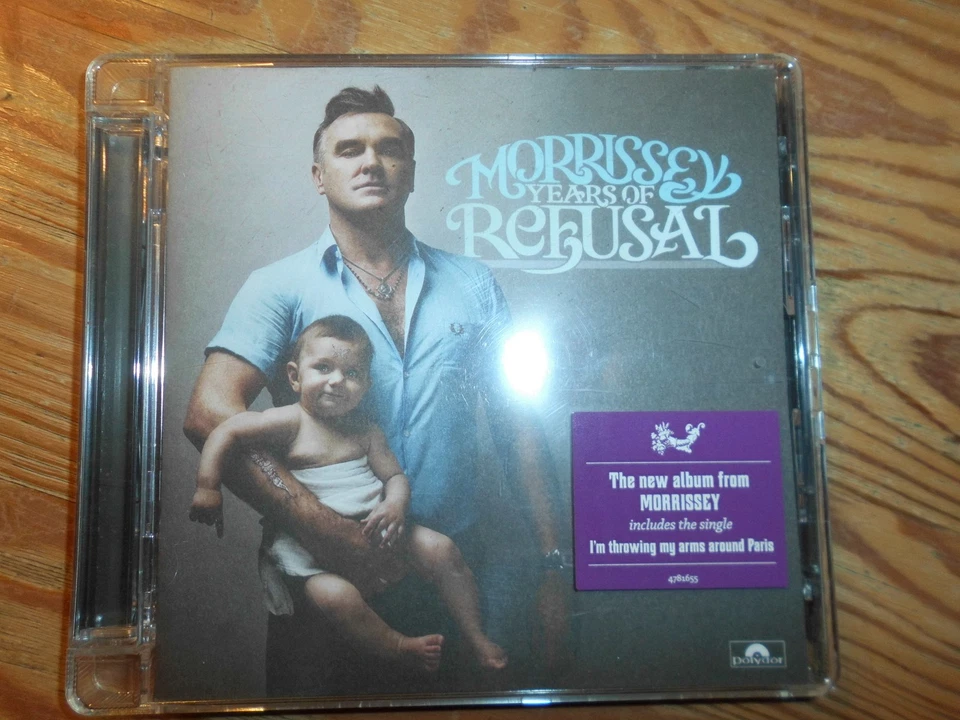 MORRISSEY
YEARS OF
REFUSAL
The new album from
MORRISSEY
includes the single
I'm throwing my arms around Paris
4781655
polydor